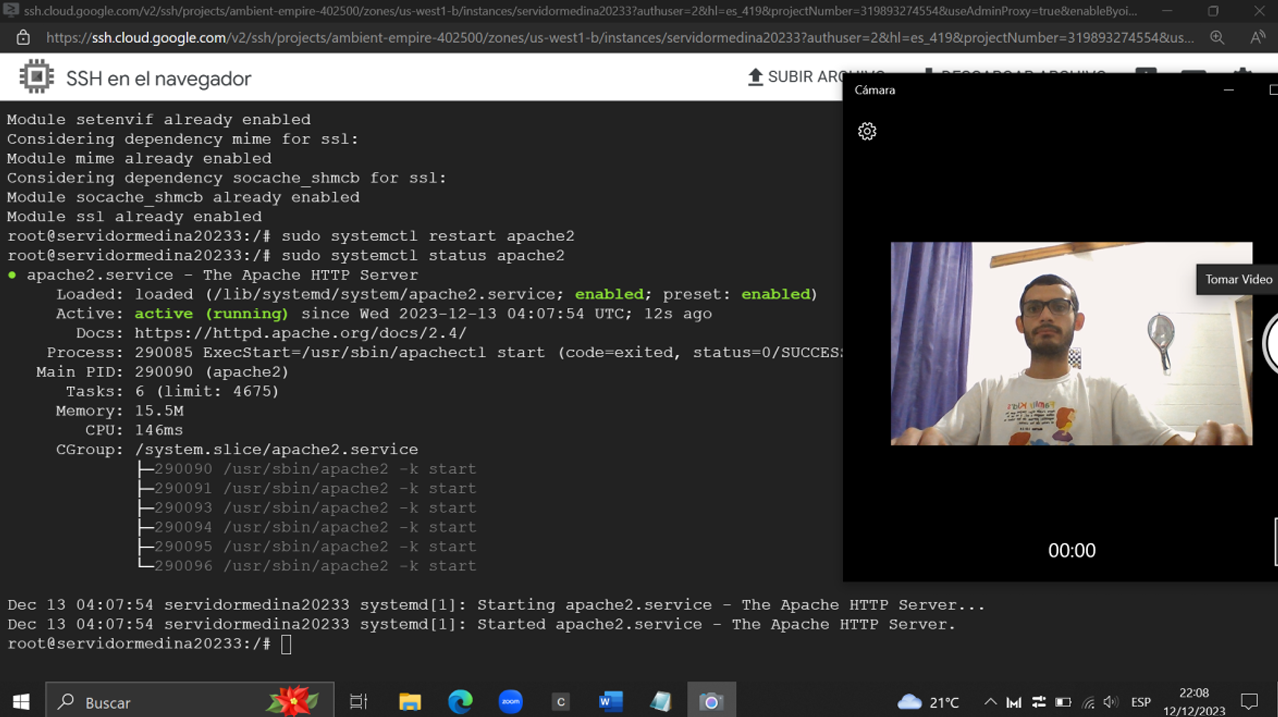 ssh.cloud.google.com/v2/ssh/projects/ambient-empire-402500/zones/us-west1-b/instances/servidormedina20233?authuser=2&hl=es_419&projectNumber=319893274554&useAdminProxy=true&enableByoi...
https://ssh.cloud.google.com/v2/ssh/projects/ambient-empire-402500/zones/us-west1-b/instances/servidormedina20233?authuser=2&hl=es_419&projectNumber=319893274554&us...
SSH en el navegador
SUBIR ARCHIVO
DESCARGAR ARCHIVO
Module setenvif already enabled
Considering dependency mime for ssl:
Module mime already enabled
Considering dependency socache_shmcb for ssl:
Module socache_shmcb already enabled
Module ssl already enabled
root@servidormedina20233:/# sudo systemctl restart apache2
root@servidormedina20233:/# sudo systemctl status apache2
● apache2.service - The Apache HTTP Server
Loaded: loaded (/lib/systemd/system/apache2.service; enabled; preset: enabled)
Active: active (running) since Wed 2023-12-13 04:07:54 UTC; 12s ago
Docs: https://httpd.apache.org/docs/2.4/
Process: 290085 ExecStart=/usr/sbin/apachectl start (code=exited, status=0/SUCCESS
Main PID: 290090 (apache2)
Tasks: 6 (limit: 4675)
Memory: 15.5M
CPU: 146ms
CGroup: /system.slice/apache2.service
├─290090 /usr/sbin/apache2 -k start
├─290091 /usr/sbin/apache2 -k start
├─290093 /usr/sbin/apache2 -k start
├─290094 /usr/sbin/apache2 -k start
├─290095 /usr/sbin/apache2 -k start
└─290096 /usr/sbin/apache2 -k start
Dec 13 04:07:54 servidormedina20233 systemd[1]: Starting apache2.service - The Apache HTTP Server...
Dec 13 04:07:54 servidormedina20233 systemd[1]: Started apache2.service - The Apache HTTP Server.
root@servidormedina20233:/#
Cámara
Tomar Video
00:00
Buscar
zoom
C
W
21°C
ESP
22:08
12/12/2023